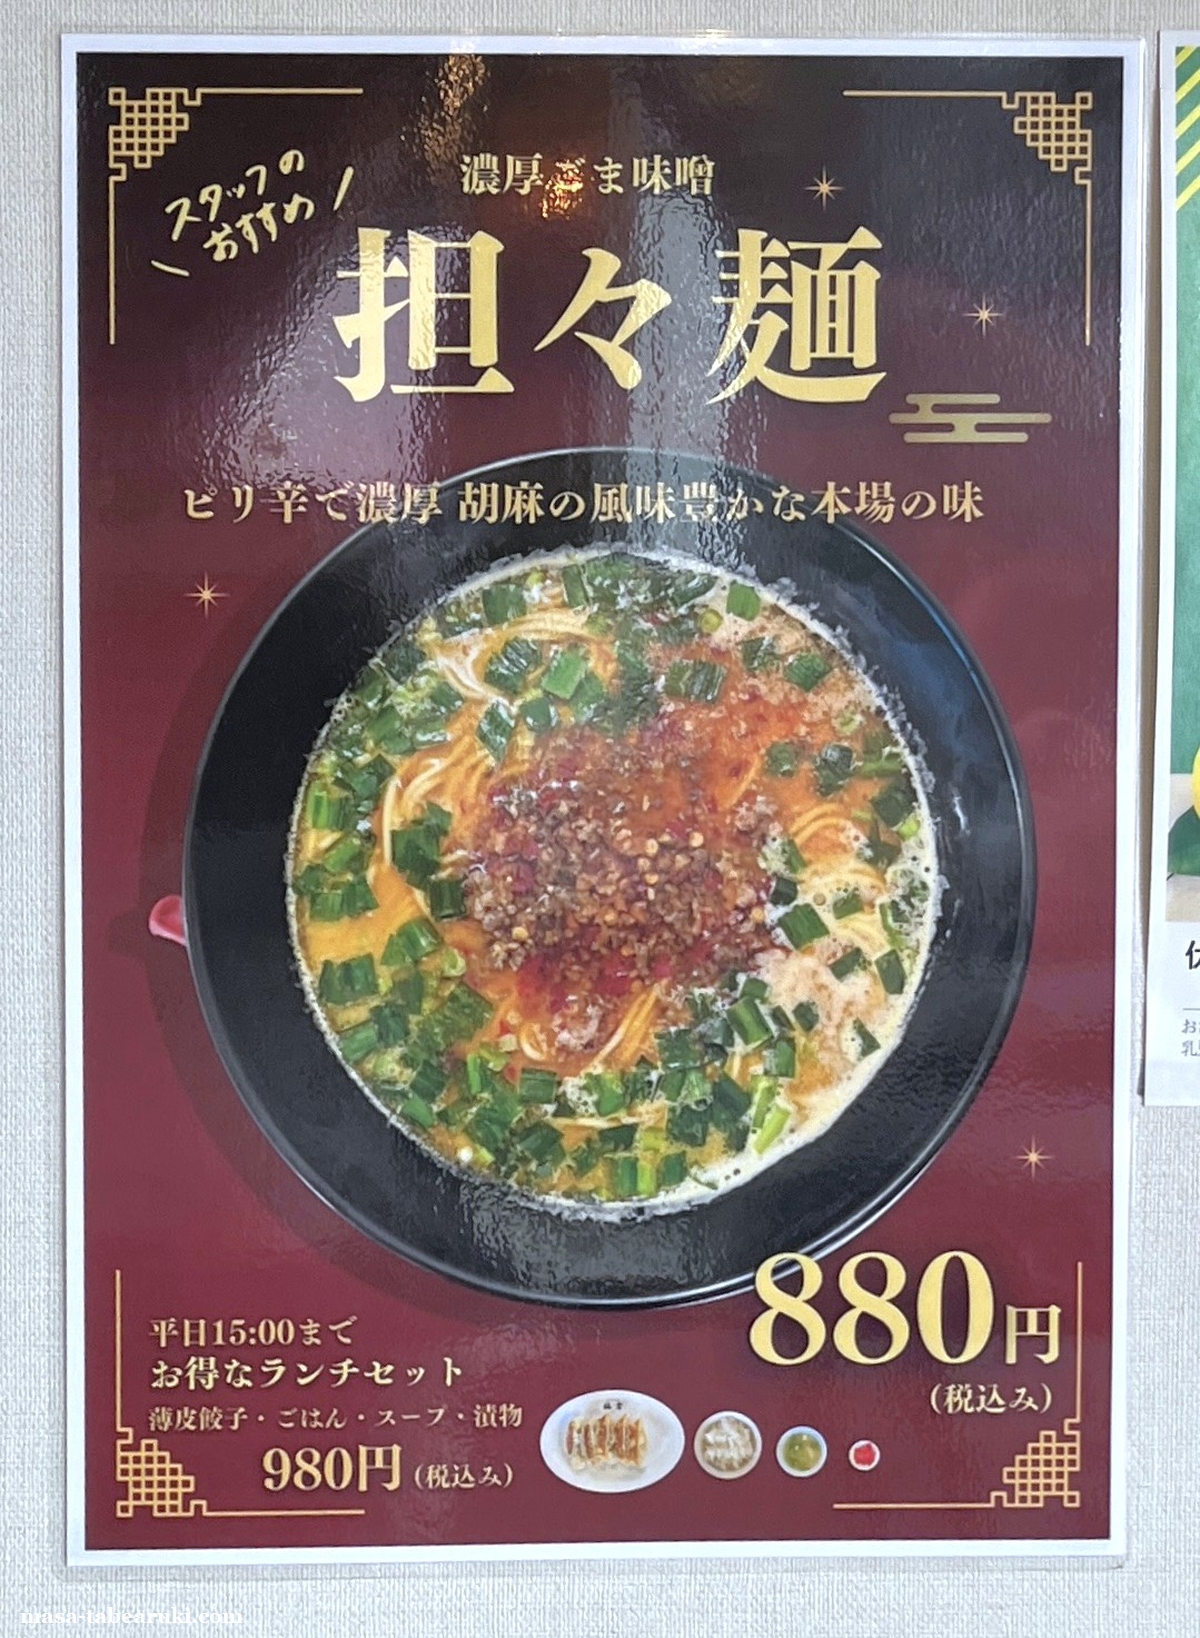 スタッフの
おすすめ
濃厚ごま味噌
担々麺
ピリ辛で濃厚 胡麻の風味豊かな本場の味
880円
(税込み)
平日15:00まで
お得なランチセット
薄皮餃子・ごはん・スープ・漬物
980円(税込み)
masa-tabearuki.com